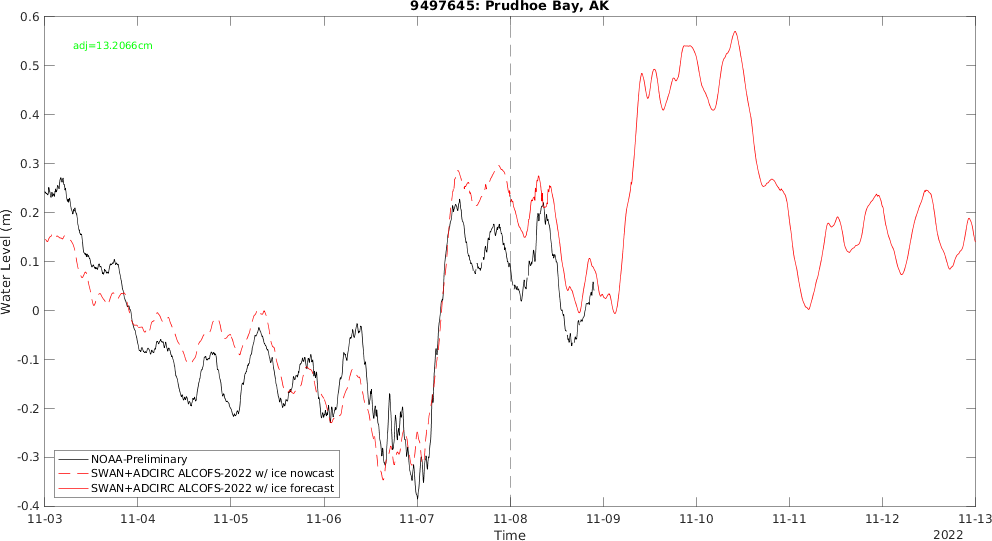 9497645: Prudhoe Bay, AK
adj=13.2066cm
0.6
0.5
0.4
0.3
0.2
0.1
0
-0.1
-0.2
-0.3
-0.4
Water Level (m)
NOAA-Preliminary
SWAN+ADCIRC ALCOFS-2022 w/ ice nowcast
SWAN+ADCIRC ALCOFS-2022 w/ ice forecast
11-03 11-04 11-05 11-06 11-07 11-08 11-09 11-10 11-11 11-12 11-13
Time
2022